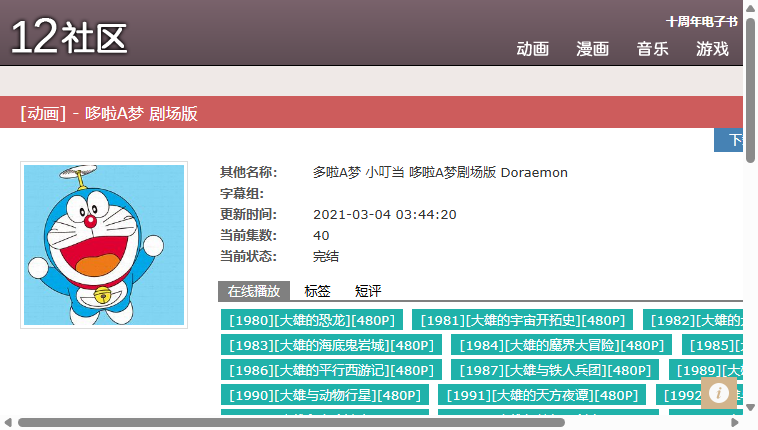 12社区
十周年电子书
动画 漫画 音乐 游戏
[动画] - 哆啦A梦 剧场版
其他名称: 多啦A梦 小叮当 哆啦A梦剧场版 Doraemon
字幕组:
更新时间: 2021-03-04 03:44:20
当前集数: 40
当前状态: 完结
在线播放 标签 短评
[1980][大雄的恐龙][480P] [1981][大雄的宇宙开拓史][480P] [1982][大雄的
[1983][大雄的海底鬼岩城][480P] [1984][大雄的魔界大冒险][480P] [1985][大
[1986][大雄的平行西游记][480P] [1987][大雄与铁人兵团][480P] [1989][大
[1990][大雄与动物行星][480P] [1991][大雄的天方夜谭][480P] [1992